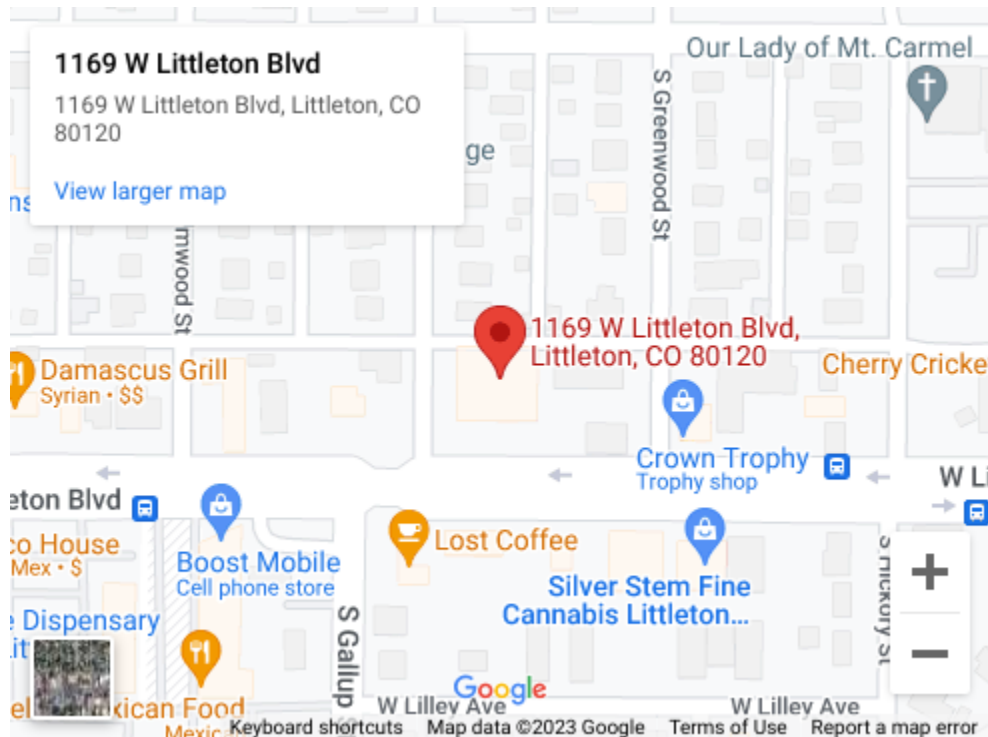 1169 W Littleton Blvd
1169 W Littleton Blvd, Littleton, CO
80120
View larger map
Our Lady of Mt. Carmel
S Greenwood St
1169 W Littleton Blvd,
Littleton, CO 80120
Damascus Grill
Syrian • $$
Cherry Cricke
Crown Trophy
Trophy shop
eton Blvd
W Li
Boost Mobile
Cell phone store
Lost Coffee
co House
Mex • $
Silver Stem Fine
Cannabis Littleton...
S Hickory St
e Dispensary
S Gallup
xican Food
Mexica
W Lilley Ave
W Lilley Ave
Google
+
−
Keyboard shortcuts
Map data ©2023 Google
Terms of Use
Report a map error